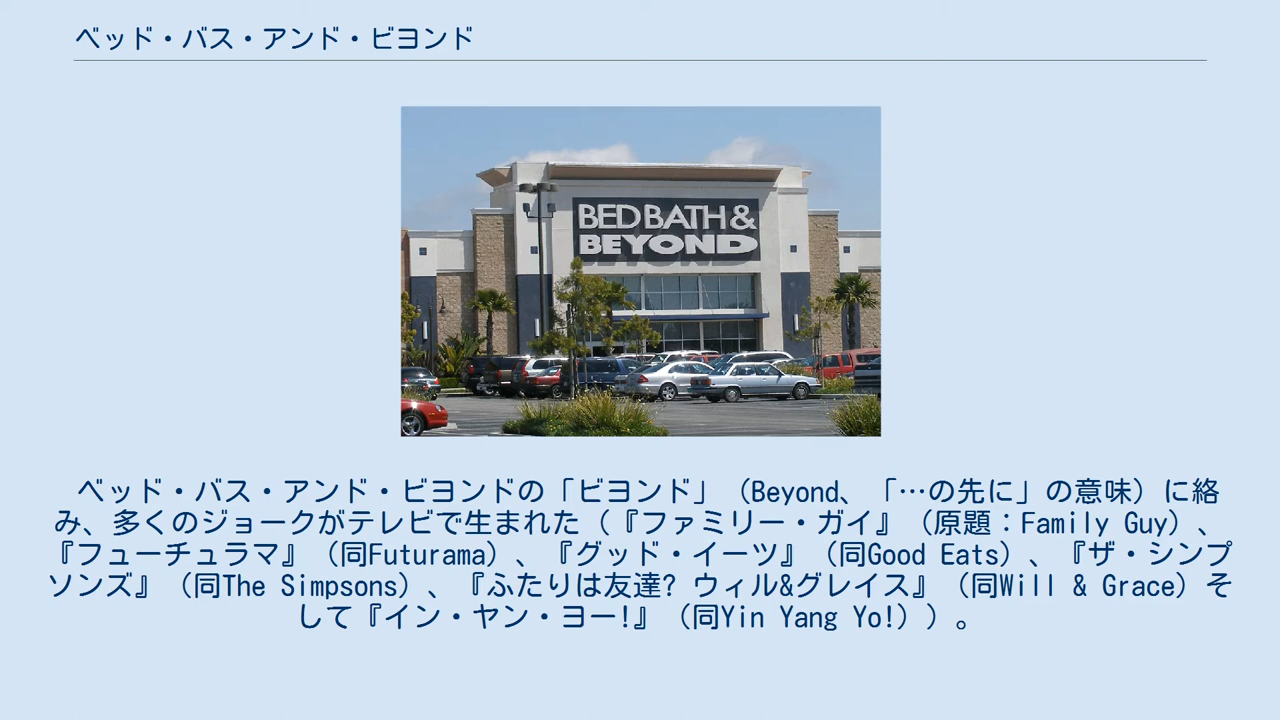 ベッド・バス・アンド・ビヨンド
BED BATH &
BEYOND
ベッド・バス・アンド・ビヨンドの「ビヨンド」（Beyond、「…の先に」の意味）に絡
み、多くのジョークがテレビで生まれた（『ファミリー・ガイ』（原題：Family Guy）、
『フューチュラマ』（同Futurama）、『グッド・イーツ』（同Good Eats）、『ザ・シンプ
ソンズ』（同The Simpsons）、『ふたりは友達? ウィル&グレイス』（同Will & Grace）そ
して『イン・ヤン・ヨー!』（同Yin Yang Yo!））。